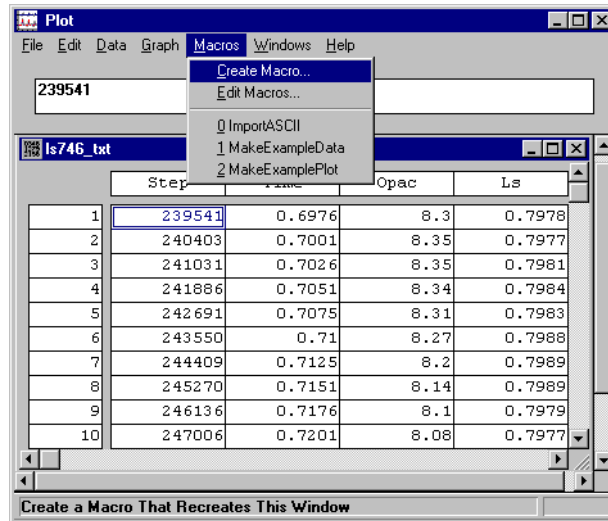 Plot
File Edit Data Graph Macros Windows Help
Create Macro...
Edit Macros...
0 ImportASCII
1 MakeExampleData
2 MakeExamplePlot
239541
ls746_txt
Step Time Opac Ls
1 239541 0.6976 8.3 0.7978
2 240403 0.7001 8.35 0.7977
3 241031 0.7026 8.35 0.7981
4 241886 0.7051 8.34 0.7984
5 242691 0.7075 8.31 0.7983
6 243550 0.71 8.27 0.7988
7 244409 0.7125 8.2 0.7989
8 245270 0.7151 8.14 0.7989
9 246136 0.7176 8.1 0.7979
10 247006 0.7201 8.08 0.7977
Create a Macro That Recreates This Window